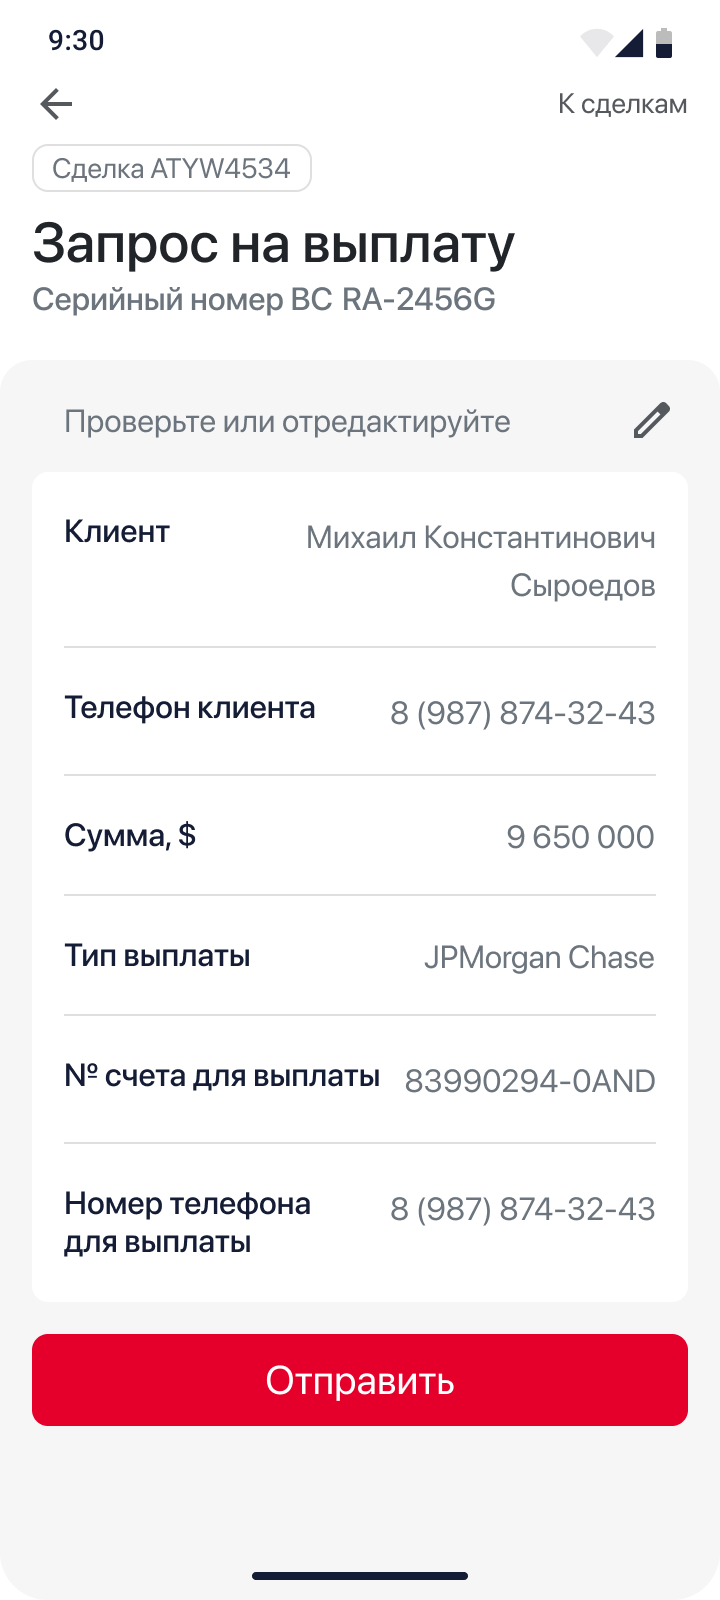 9:30
К сделкам
Сделка ATYW4534
Запрос на выплату
Серийный номер ВС RA-2456G
Проверьте или отредактируйте
Клиент
Михаил Константинович
Сыроедов
Телефон клиента
8 (987) 874-32-43
Сумма, $
9 650 000
Тип выплаты
JPMorgan Chase
№ счета для выплаты
83990294-0AND
Номер телефона
для выплаты
8 (987) 874-32-43
Отправить